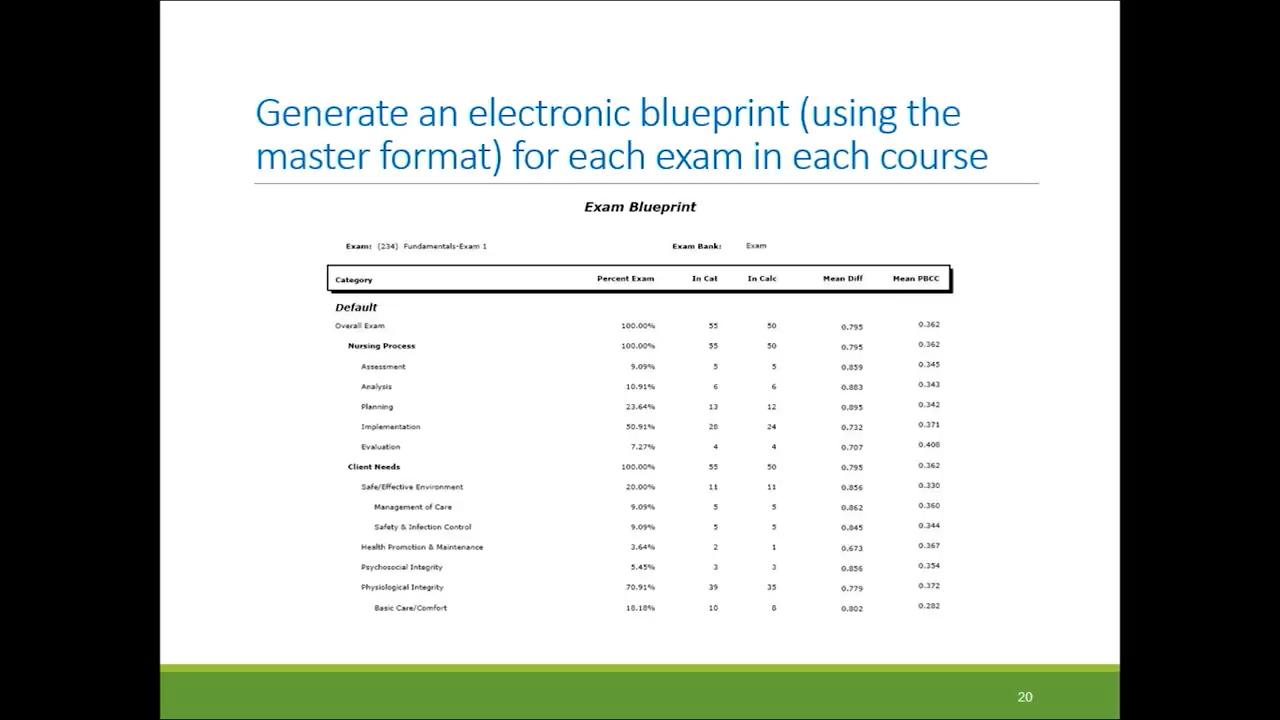 Generate an electronic blueprint (using the
master format) for each exam in each course
Exam Blueprint
Exam: (234) Fundamentals-Exam 1 Exam Bank: Exam
Category Percent Exam In Cat In Calc Mean Diff Mean PBCC
Default
Overall Exam 100.00% 55 50 0.795 0.362
Nursing Process 100.00% 55 50 0.795 0.362
Assessment 9.09% 5 5 0.859 0.345
Analysis 10.91% 6 6 0.883 0.343
Planning 23.64% 13 12 0.895 0.342
Implementation 50.91% 28 24 0.732 0.371
Evaluation 7.27% 4 4 0.707 0.408
Client Needs 100.00% 55 50 0.795 0.362
Safe/Effective Environment 20.00% 11 11 0.856 0.330
Management of Care 9.09% 5 5 0.862 0.360
Safety & Infection Control 9.09% 5 5 0.845 0.344
Health Promotion & Maintenance 3.64% 2 1 0.673 0.367
Psychosocial Integrity 5.45% 3 3 0.856 0.354
Physiological Integrity 70.91% 39 35 0.779 0.372
Basic Care/Comfort 18.18% 10 8 0.802 0.282
20